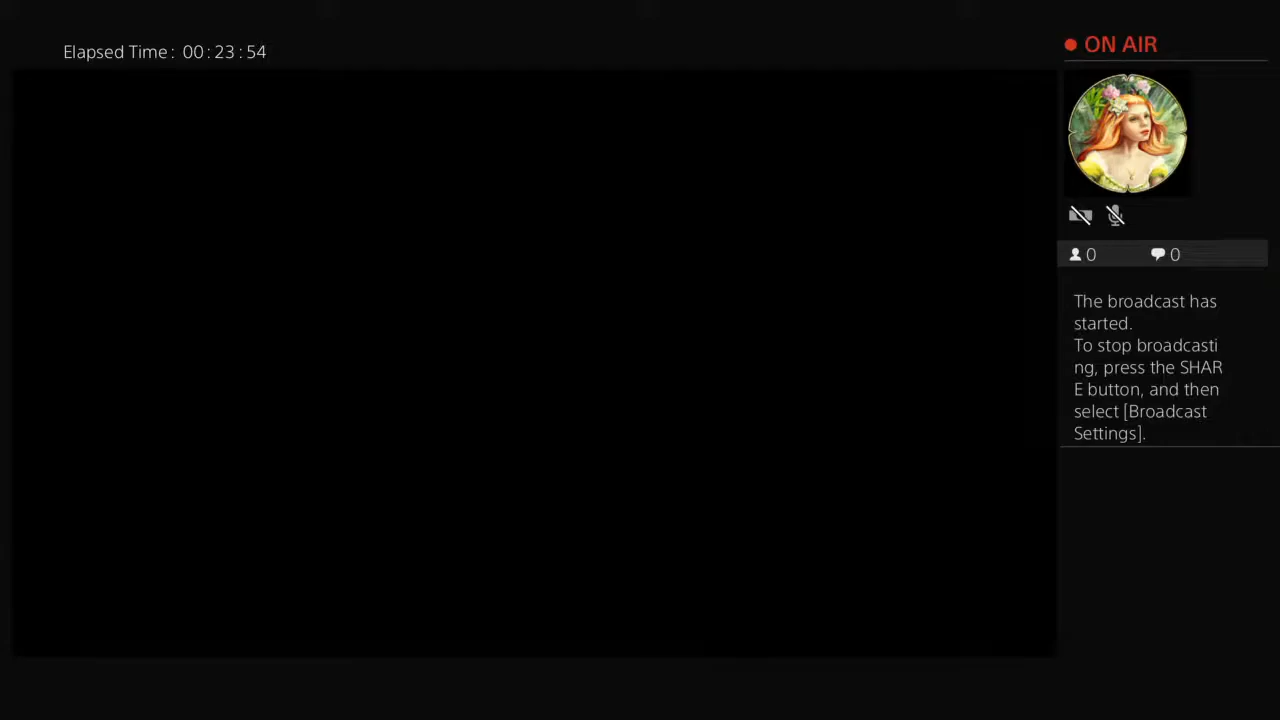 Elapsed Time: 00:23:54
ON AIR
0 0
The broadcast has
started.
To stop broadcasti
ng, press the SHAR
E button, and then
select [Broadcast
Settings].